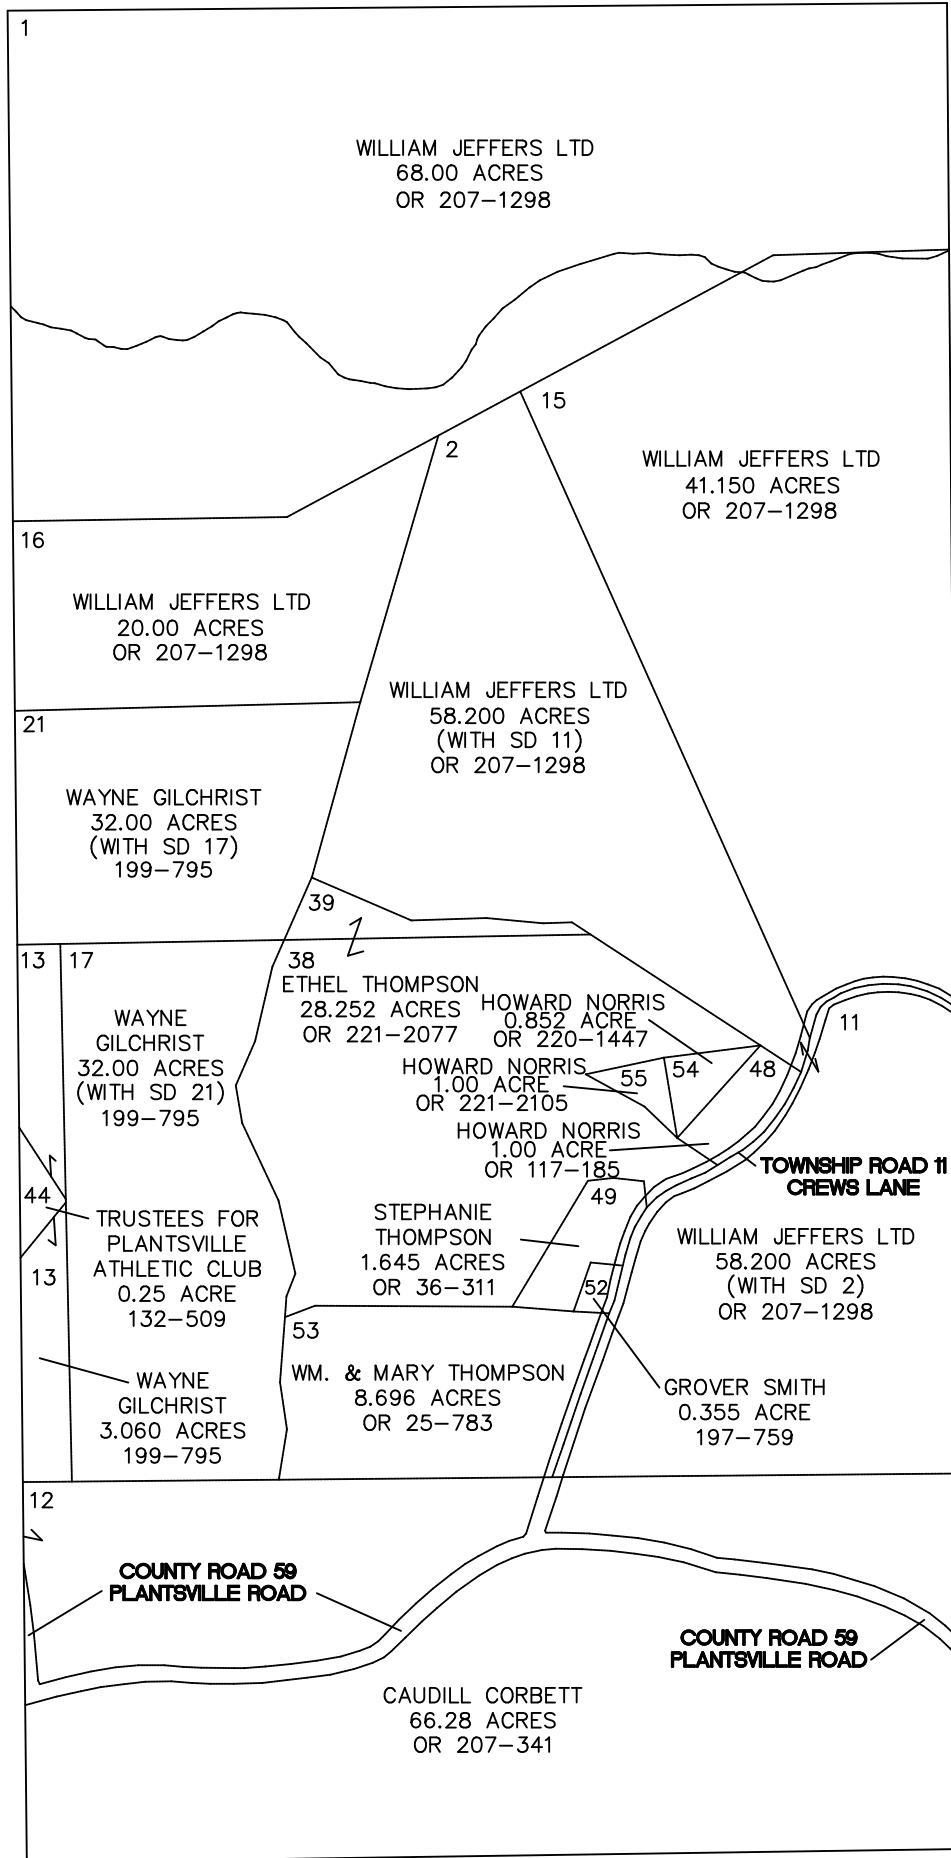 1
WILLIAM JEFFERS LTD
68.00 ACRES
OR 207-1298
15
2
WILLIAM JEFFERS LTD
41.150 ACRES
OR 207-1298
16
WILLIAM JEFFERS LTD
20.00 ACRES
OR 207-1298
WILLIAM JEFFERS LTD
58.200 ACRES
(WITH SD 11)
OR 207-1298
21
WAYNE GILCHRIST
32.00 ACRES
(WITH SD 17)
199-795
39
13
17
38
ETHEL THOMPSON
28.252 ACRES
OR 221-2077
HOWARD NORRIS
0.852 ACRE
OR 220-1447
11
WAYNE
GILCHRIST
32.00 ACRES
(WITH SD 21)
199-795
HOWARD NORRIS
1.00 ACRE
OR 221-2105
55
54
48
HOWARD NORRIS
1.00 ACRE
OR 117-185
TOWNSHIP ROAD 11
CREWS LANE
44
49
TRUSTEES FOR
PLANTSVILLE
ATHLETIC CLUB
0.25 ACRE
132-509
STEPHANIE
THOMPSON
1.645 ACRES
OR 36-311
WILLIAM JEFFERS LTD
58.200 ACRES
(WITH SD 2)
OR 207-1298
13
52
53
WAYNE
GILCHRIST
3.060 ACRES
199-795
WM. & MARY THOMPSON
8.696 ACRES
OR 25-783
GROVER SMITH
0.355 ACRE
197-759
12
COUNTY ROAD 59
PLANTSVILLE ROAD
COUNTY ROAD 59
PLANTSVILLE ROAD
CAUDILL CORBETT
66.28 ACRES
OR 207-341